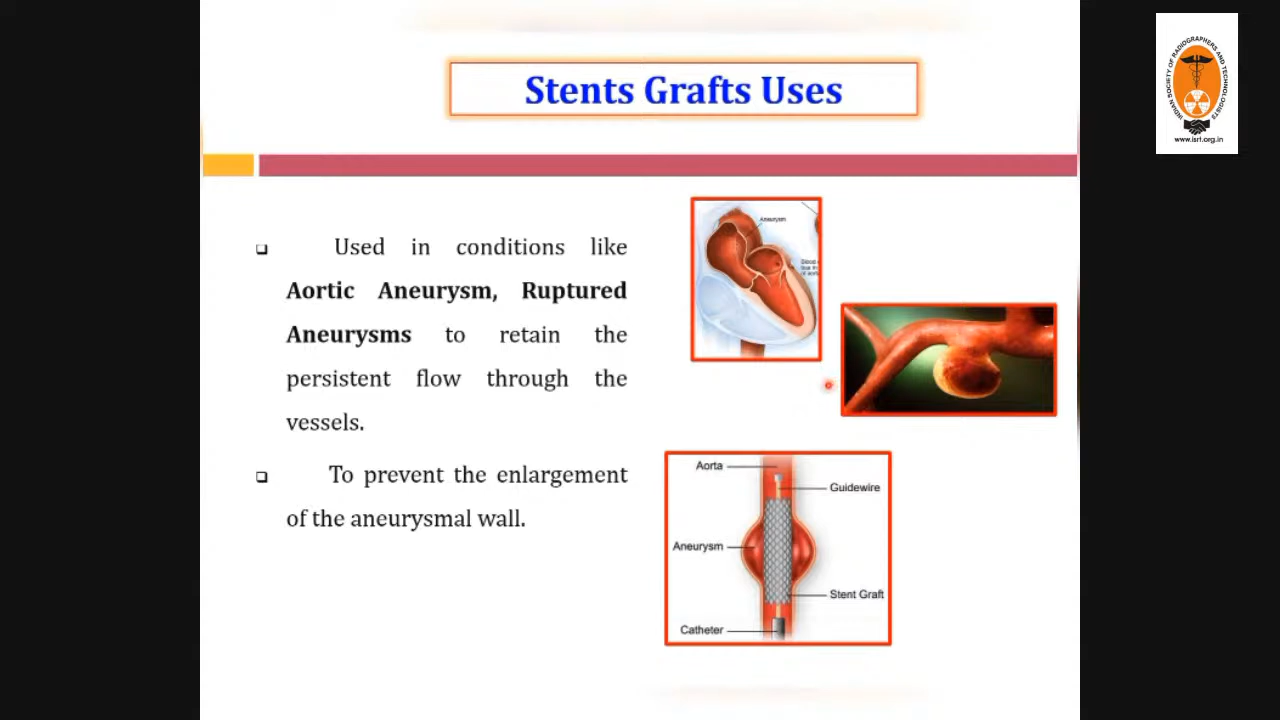 Stents Grafts Uses
INDIAN SOCIETY OF RADIOGRAPHERS AND TECHNOLOGISTS
www.isrt.org.in
❑ Used in conditions like
Aortic Aneurysm, Ruptured
Aneurysms to retain the
persistent flow through the
vessels.
❑ To prevent the enlargement
of the aneurysmal wall.
Aneurysm
Aorta
Guidewire
Aneurysm
Stent Graft
Catheter